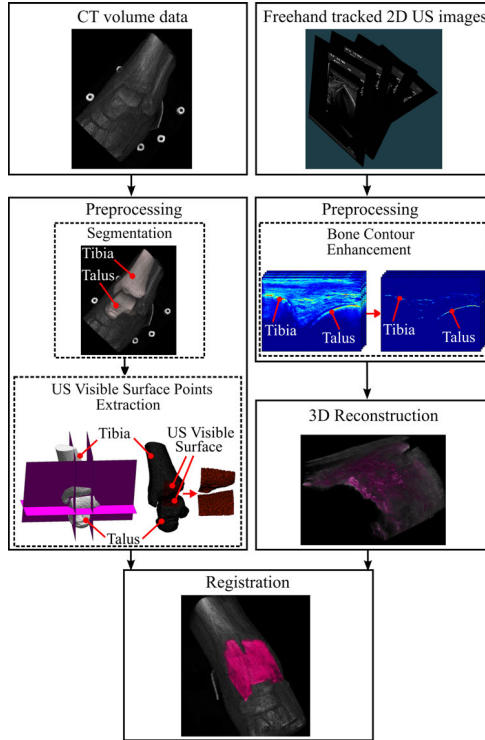 CT volume data
Freehand tracked 2D US images
Preprocessing
Segmentation
Tibia
Talus
US Visible Surface Points
Extraction
Tibia
US Visible
Surface
Talus
Preprocessing
Bone Contour
Enhancement
Tibia
Talus
Tibia
Talus
3D Reconstruction
Registration